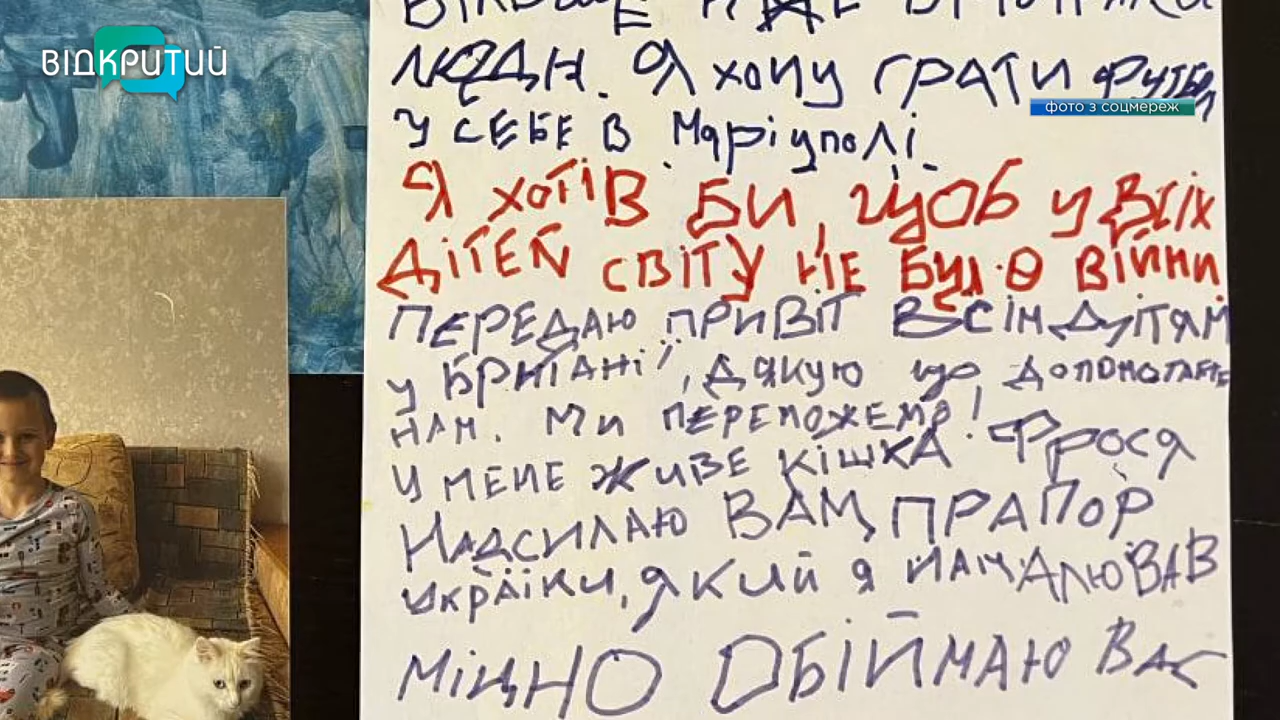 ВІДКРИТИЙ
фото з соцмереж
люди. Я хочу грати футбол
у себе в Маріуполі.
Я хотів би, щоб у всіх
дітей світу не було війни.
Передаю привіт всім дітям
у Британі, дякую що допомогаєте
нам. Ми переможемо!
У мене живе кішка Фрося
Надсилаю вам прапор
України, який я намалював
Міцно обіймаю вас